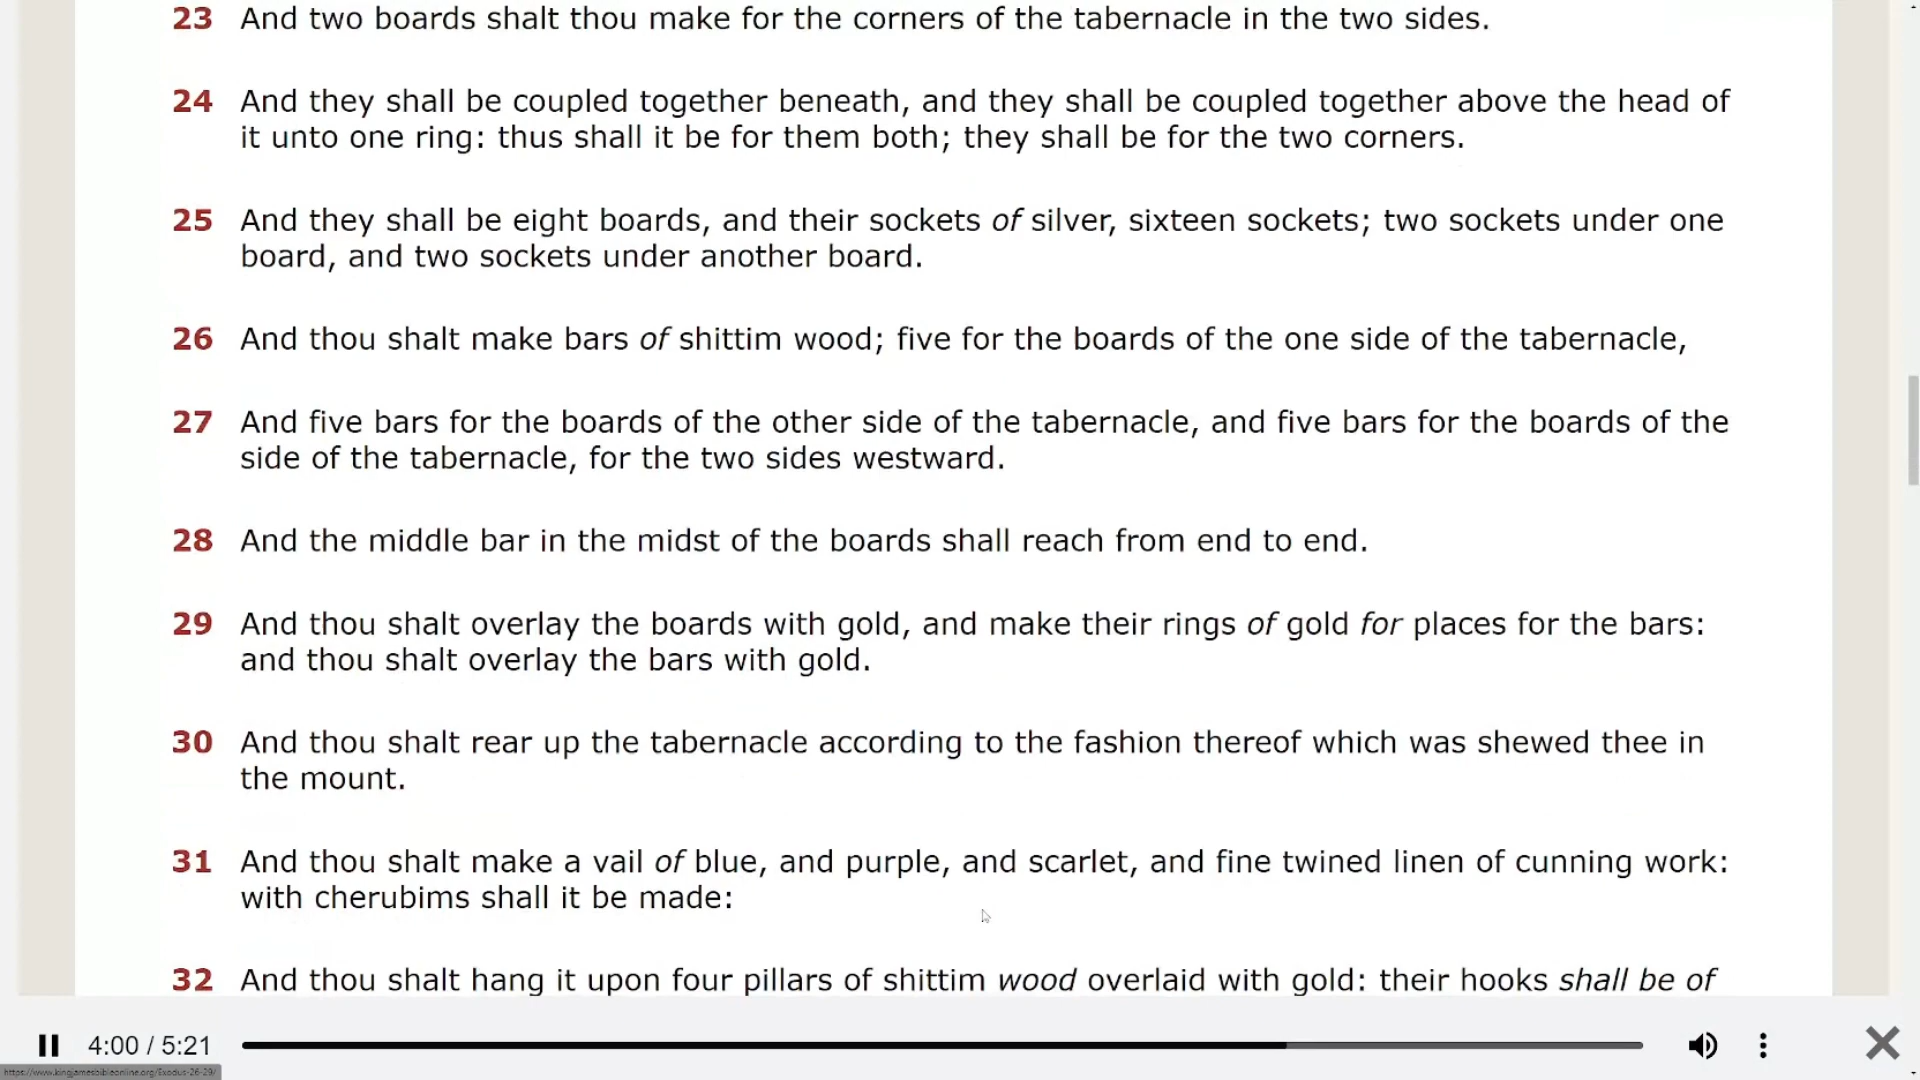 23 And two boards shalt thou make for the corners of the tabernacle in the two sides.
24 And they shall be coupled together beneath, and they shall be coupled together above the head of
it unto one ring: thus shall it be for them both; they shall be for the two corners.
25 And they shall be eight boards, and their sockets of silver, sixteen sockets; two sockets under one
board, and two sockets under another board.
26 And thou shalt make bars of shittim wood; five for the boards of the one side of the tabernacle,
27 And five bars for the boards of the other side of the tabernacle, and five bars for the boards of the
side of the tabernacle, for the two sides westward.
28 And the middle bar in the midst of the boards shall reach from end to end.
29 And thou shalt overlay the boards with gold, and make their rings of gold for places for the bars:
and thou shalt overlay the bars with gold.
30 And thou shalt rear up the tabernacle according to the fashion thereof which was shewed thee in
the mount.
31 And thou shalt make a vail of blue, and purple, and scarlet, and fine twined linen of cunning work:
with cherubims shall it be made:
32 And thou shalt hang it upon four pillars of shittim wood overlaid with gold: their hooks shall be of
4:00 / 5:21
https://www.kingjamesbibleonline.org/Exodus-26-29/